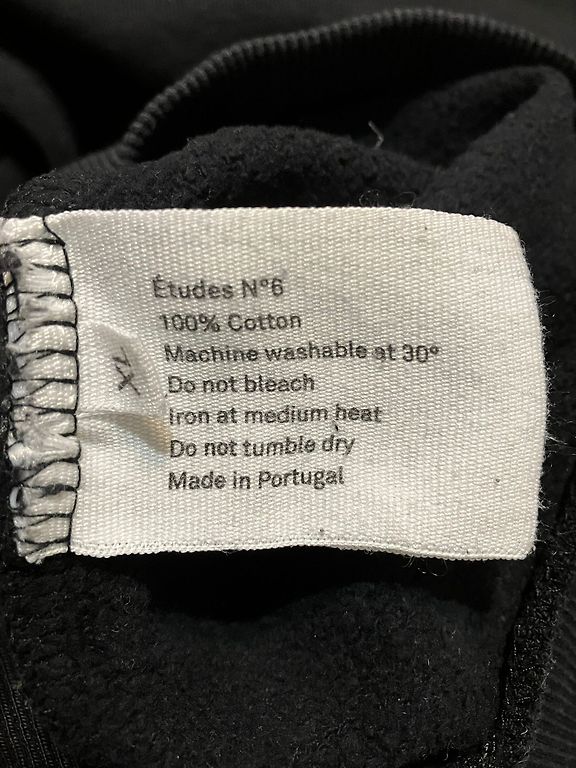 Études N°6
100% Cotton
Machine washable at 30°
Do not bleach
Iron at medium heat
Do not tumble dry
Made in Portugal
XL